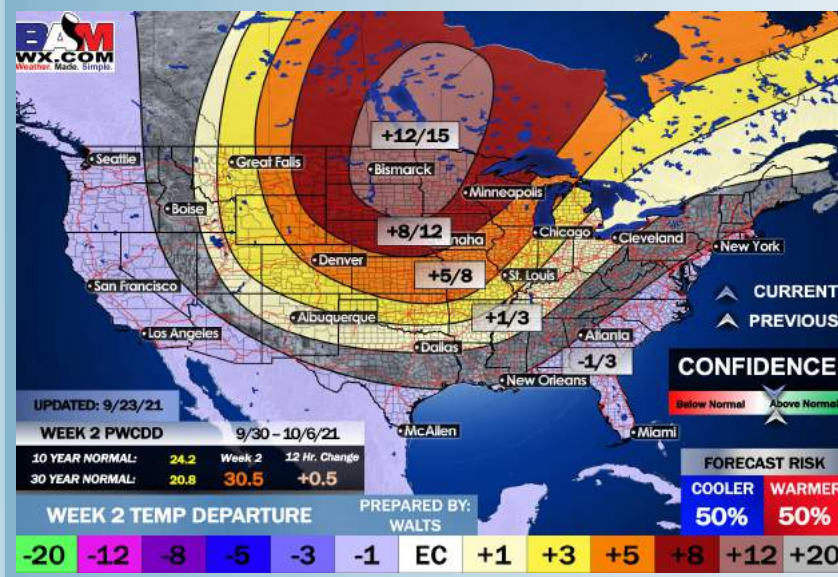 BAM
WX.COM
Weather. Made. Simple.
+12/15
Seattle
Great Falls
Bismarck
Minneapolis
Boise
+8/12
naha
Chicago
Cleveland
New York
Denver
+5/8
St. Louis
San Francisco
CURRENT
Albuquerque
+1/3
PREVIOUS
Los Angeles
Dallas
Atlanta
-1/3
CONFIDENCE
New Orleans
Below Normal
Above Normal
UPDATED: 9/23/21
McAllen
Miami
WEEK 2 PWCDD 9/30 - 10/6/21
10 YEAR NORMAL: 24.2 Week 2 12 Hr. Change
30 YEAR NORMAL: 20.8 30.5 +0.5
FORECAST RISK
COOLER WARMER
50% 50%
WEEK 2 TEMP DEPARTURE
PREPARED BY:
WALTS
-20 -12 -8 -5 -3 -1 EC +1 +3 +5 +8 +12 +20